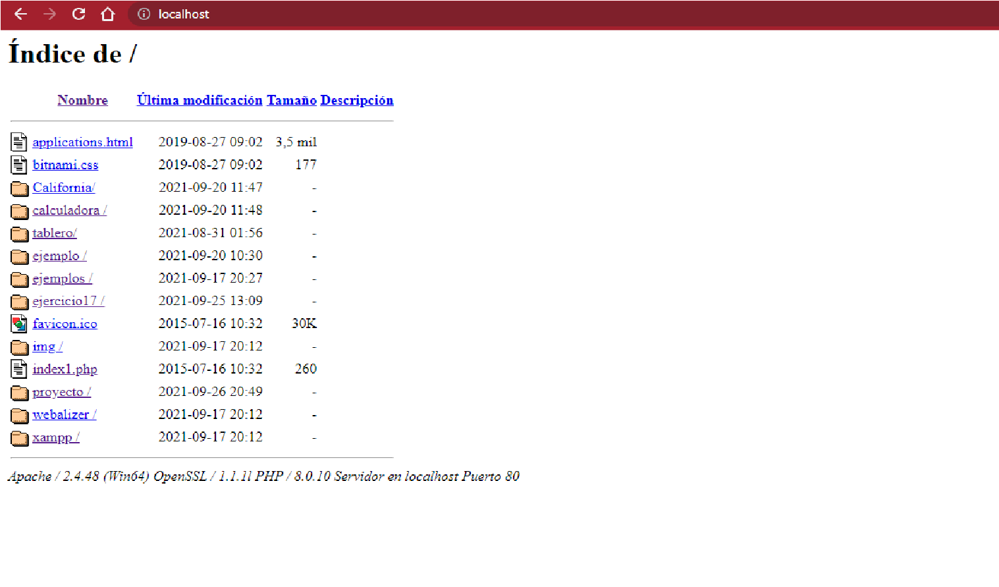 localhost
Índice de /
Nombre Última modificación Tamaño Descripción
applications.html 2019-08-27 09:02 3,5 mil
bitnami.css 2019-08-27 09:02 177
California/ 2021-09-20 11:47 -
calculadora / 2021-09-20 11:48 -
tablero/ 2021-08-31 01:56 -
ejemplo / 2021-09-20 10:30 -
ejemplos / 2021-09-17 20:27 -
ejercicio17 / 2021-09-25 13:09 -
favicon.ico 2015-07-16 10:32 30K
img / 2021-09-17 20:12 -
index1.php 2015-07-16 10:32 260
proyecto / 2021-09-26 20:49 -
webalizer / 2021-09-17 20:12 -
xampp / 2021-09-17 20:12 -
Apache / 2.4.48 (Win64) OpenSSL / 1.1.1l PHP / 8.0.10 Servidor en localhost Puerto 80